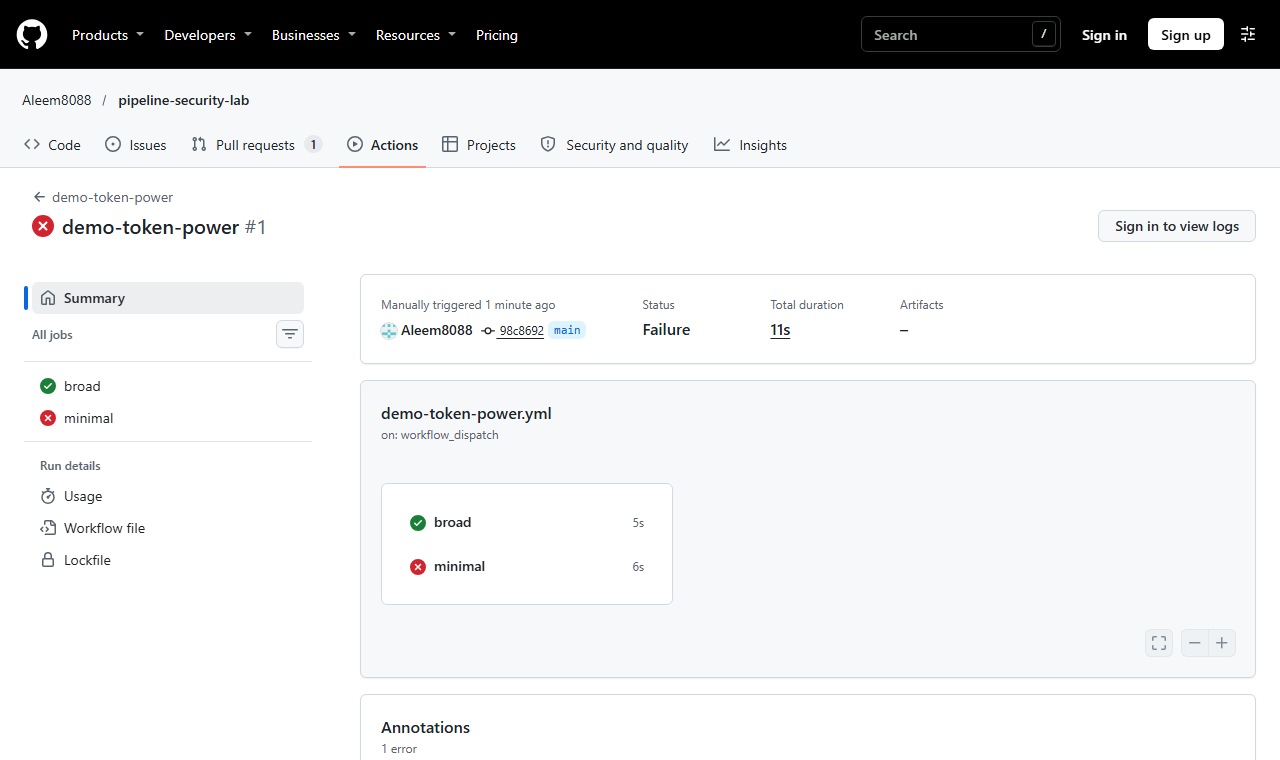 Products Developers Businesses Resources Pricing Search / Sign in Sign up
Aleem8088 / pipeline-security-lab
Code Issues Pull requests 1 Actions Projects Security and quality Insights
demo-token-power
demo-token-power #1
Sign in to view logs
Summary
All jobs
broad
minimal
Run details
Usage
Workflow file
Lockfile
Manually triggered 1 minute ago Status Total duration Artifacts
Aleem8088 98c8692 main Failure 11s –
demo-token-power.yml
on: workflow_dispatch
broad 5s
minimal 6s
Annotations
1 error